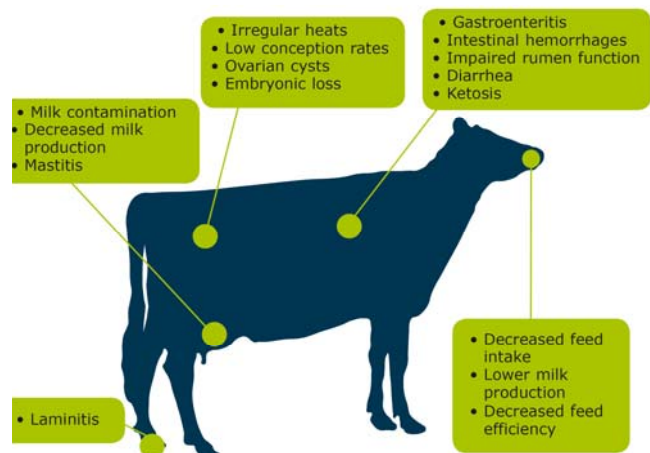 • Irregular heats
• Low conception rates
• Ovarian cysts
• Embryonic loss
• Gastroenteritis
• Intestinal hemorrhages
• Impaired rumen function
• Diarrhea
• Ketosis
• Milk contamination
• Decreased milk
production
• Mastitis
• Decreased feed
intake
• Lower milk
production
• Decreased feed
efficiency
• Laminitis